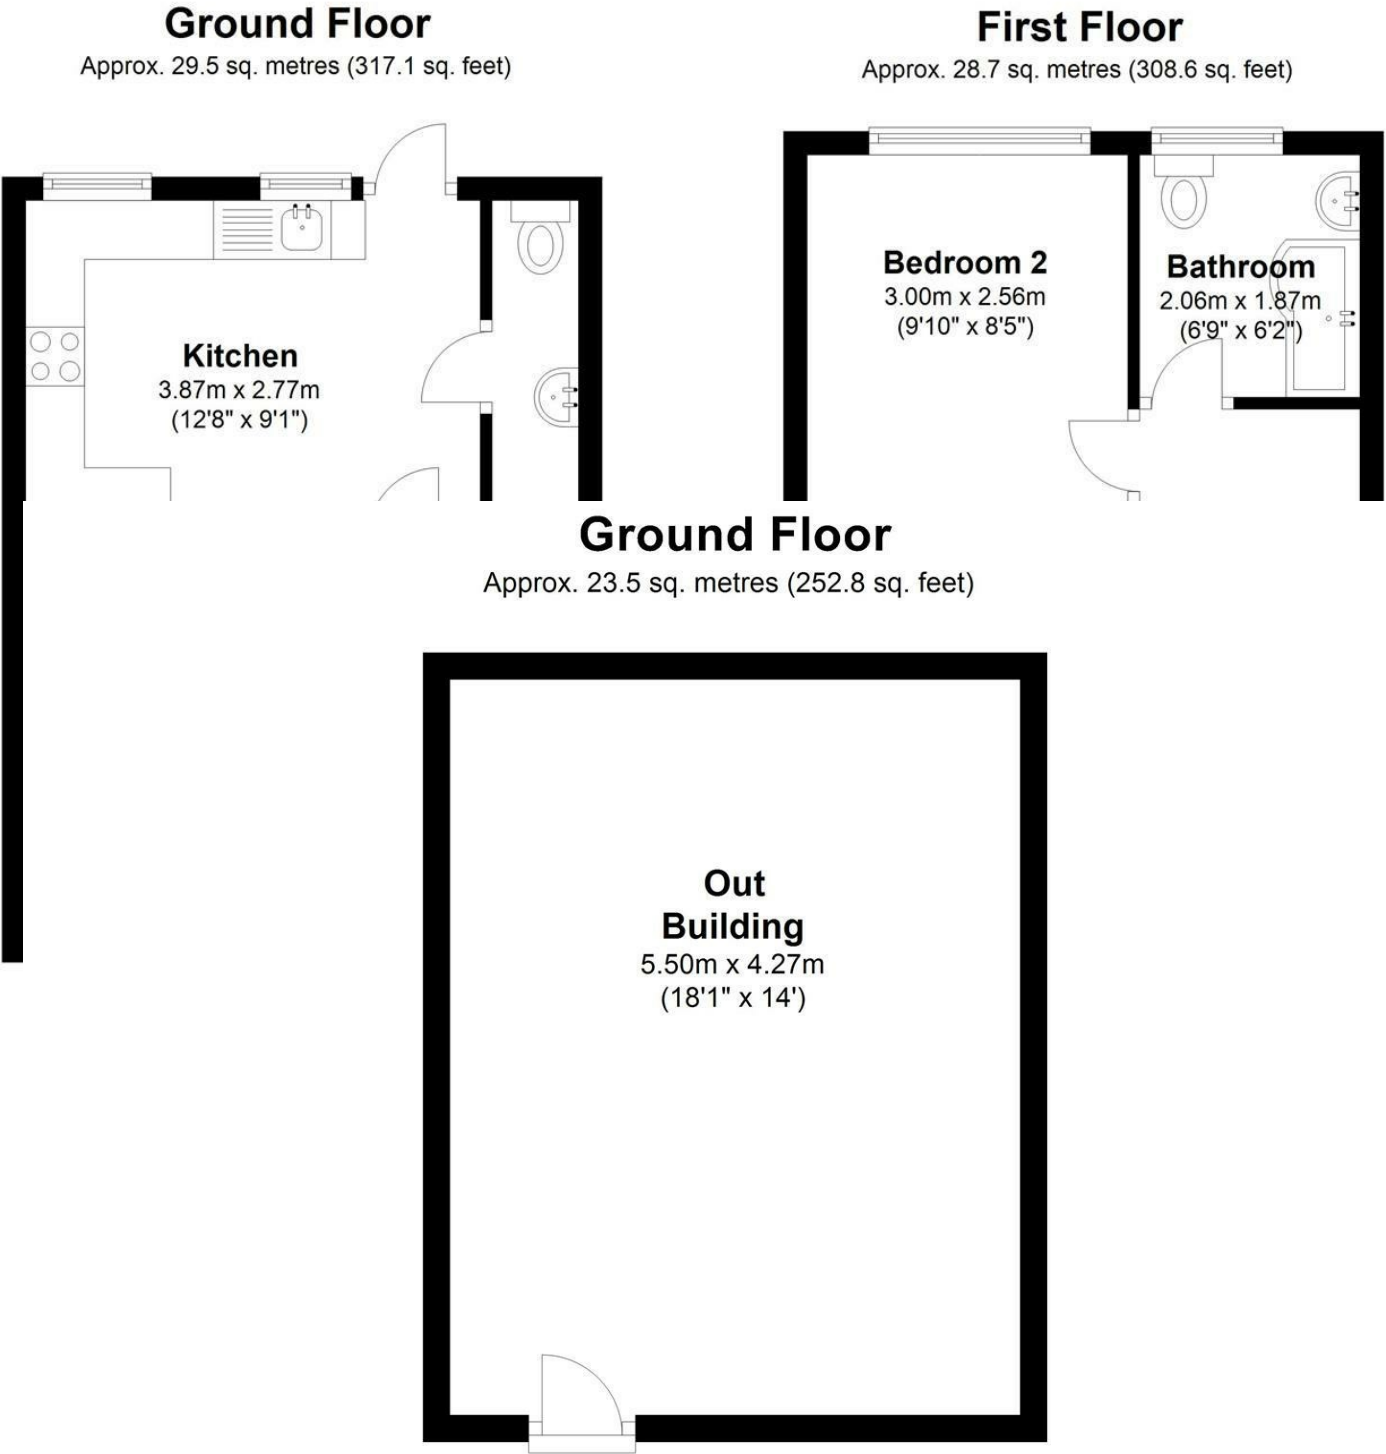 Ground Floor
Approx. 29.5 sq. metres (317.1 sq. feet)
First Floor
Approx. 28.7 sq. metres (308.6 sq. feet)
Kitchen
3.87m x 2.77m
(12'8" x 9'1")
Bedroom 2
3.00m x 2.56m
(9'10" x 8'5")
Bathroom
2.06m x 1.87m
(6'9" x 6'2")
Ground Floor
Approx. 23.5 sq. metres (252.8 sq. feet)
Out
Building
5.50m x 4.27m
(18'1" x 14')